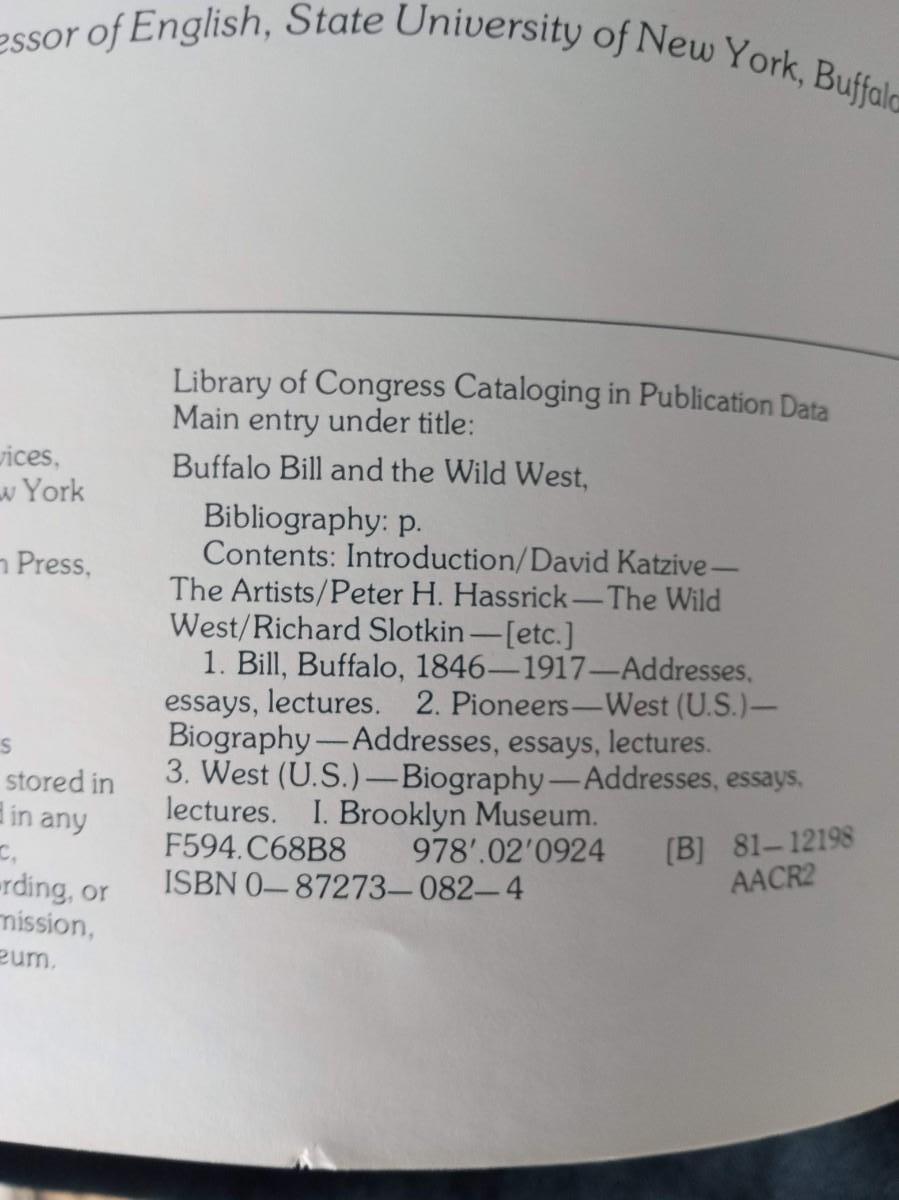 essor of English, State University of New York, Buffalo
Library of Congress Cataloging in Publication Data
Main entry under title:
Buffalo Bill and the Wild West,
Bibliography: p.
Contents: Introduction/David Katzive—
The Artists/Peter H. Hassrick—The Wild
West/Richard Slotkin—[etc.]
1. Bill, Buffalo, 1846—1917—Addresses,
essays, lectures. 2. Pioneers—West (U.S.)—
Biography—Addresses, essays, lectures.
3. West (U.S.)—Biography—Addresses, essays,
lectures. I. Brooklyn Museum.
F594.C68B8 978'.02'0924 [B] 81–12198
ISBN 0–87273–082–4 AACR2
vices,
w York
n Press,
s
stored in
d in any
c,
rding, or
mission,
eum.